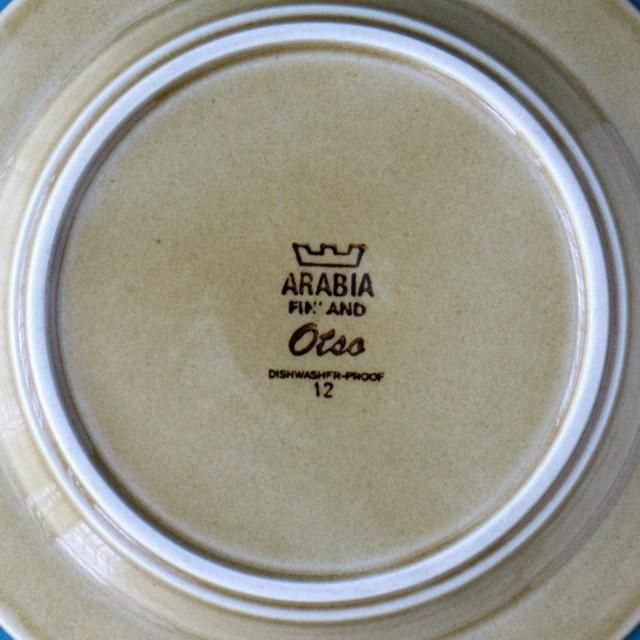 ARABIA
FINLAND
Otso
DISHWASHER-PROOF
12